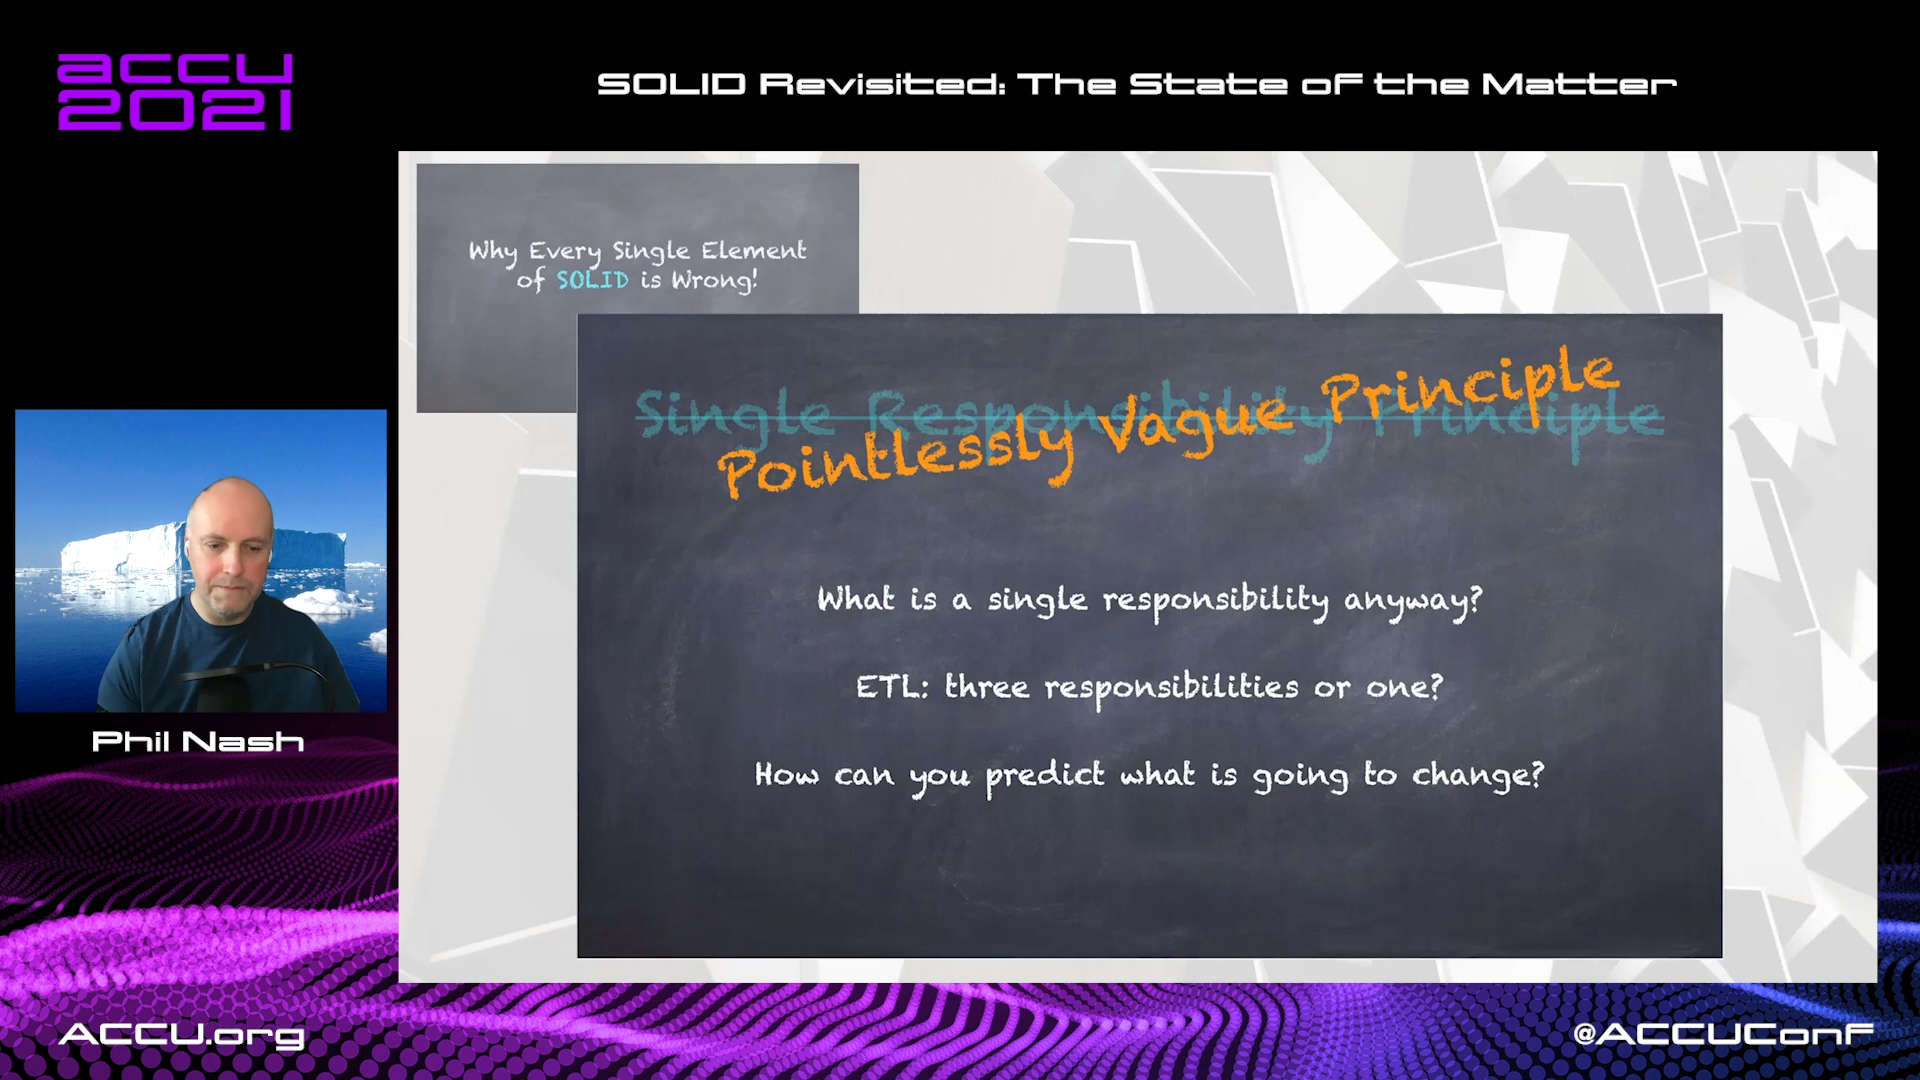 accu
2021
SOLID Revisited: The State of the Matter
Why Every Single Element
of SOLID is Wrong!
Single Responsibility Principle
Pointlessly Vague Principle
What is a single responsibility anyway?
ETL: three responsibilities or one?
How can you predict what is going to change?
Phil Nash
ACCU.org
@ACCUConf